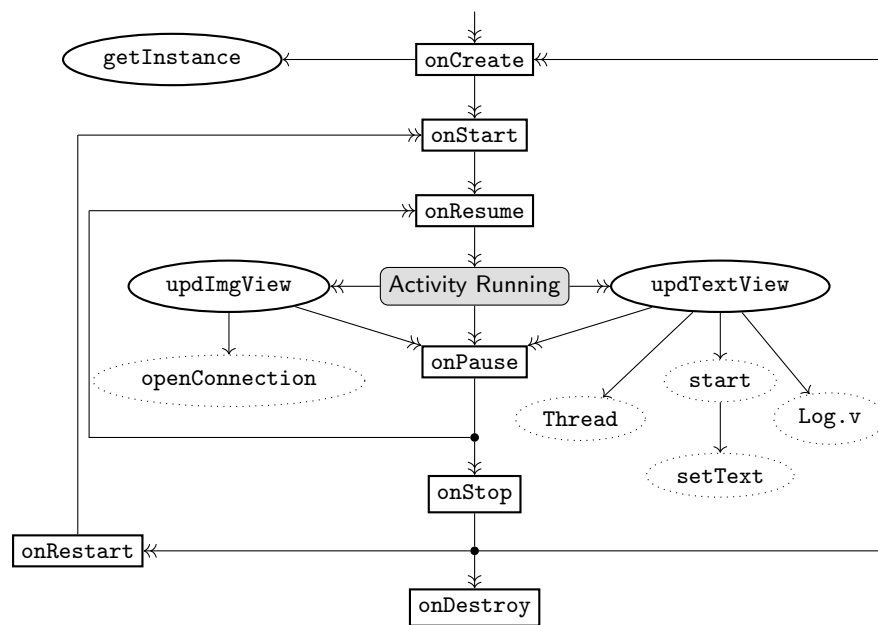 getInstance
onCreate
onStart
onResume
updImgView
Activity Running
updTextView
onPause
openConnection
start
Thread
Log.v
setText
onStop
onRestart
onDestroy